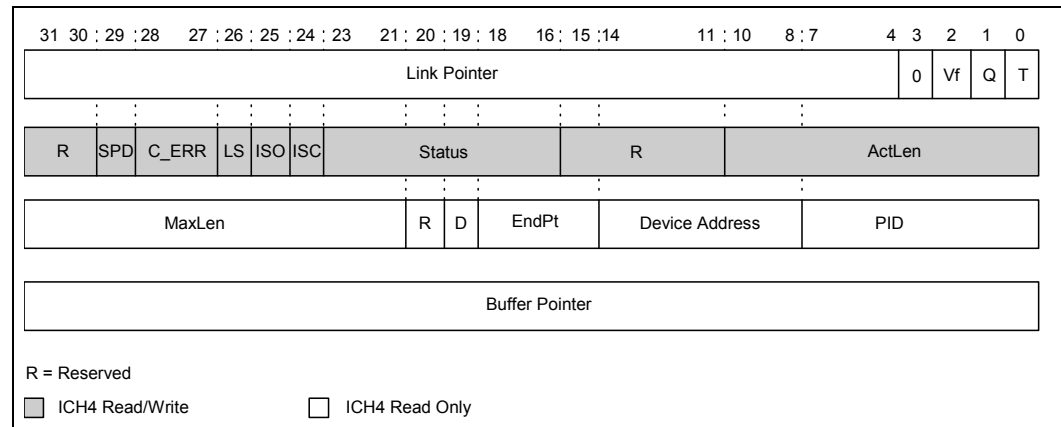 31 30 29 28 27 26 25 24 23 21 20 19 18 16 15 14 11 10 8 7 4 3 2 1 0
Link Pointer 0 Vf Q T
R SPD C_ERR LS ISO ISC Status R ActLen
MaxLen R D EndPt Device Address PID
Buffer Pointer
R = Reserved
ICH4 Read/Write ICH4 Read Only